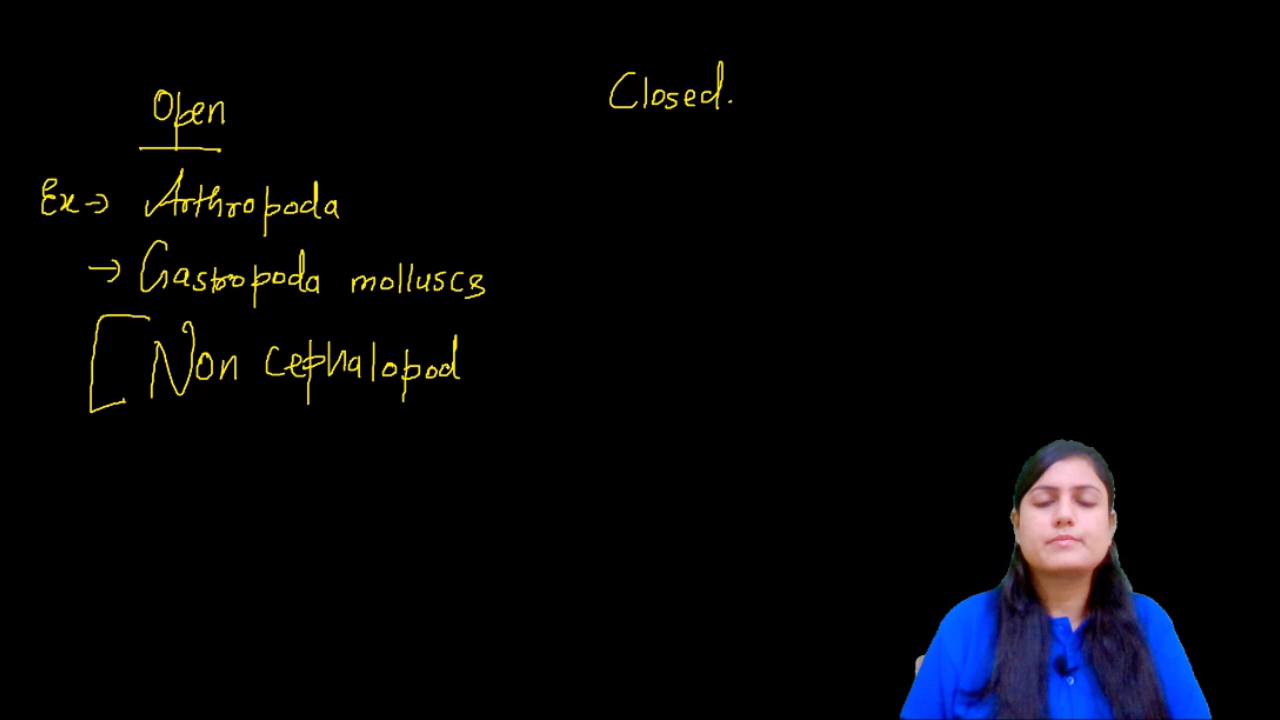 Open
Closed.
Ex → Arthropoda
→ Gastropoda molluscs
[ Non cephalopod